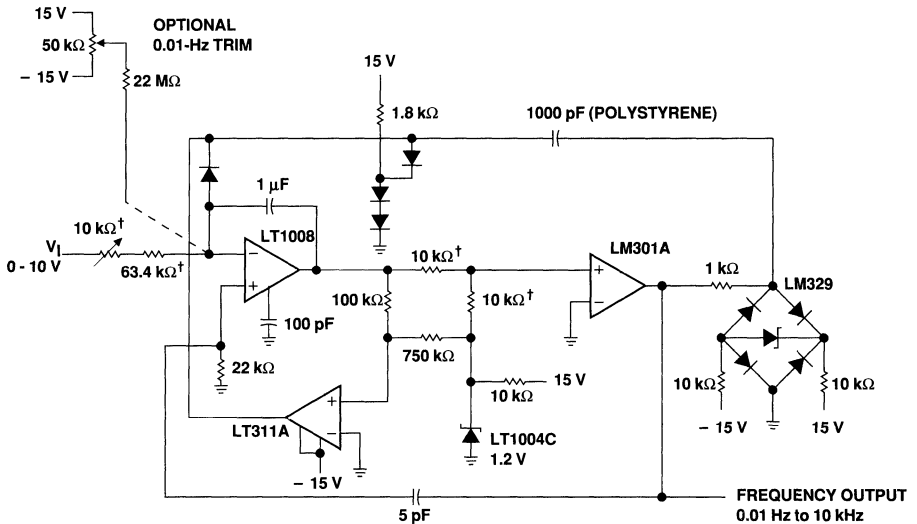 15 V
OPTIONAL
0.01-Hz TRIM
50 kΩ
– 15 V
22 MΩ
15 V
1.8 kΩ
1000 pF (POLYSTYRENE)
1 μF
10 kΩ†
LT1008
VI
0 - 10 V
63.4 kΩ†
–
+
10 kΩ†
LM301A
+
–
1 kΩ
LM329
100 kΩ
10 kΩ†
100 pF
750 kΩ
22 kΩ
10 kΩ
15 V
10 kΩ
10 kΩ
+
–
LT311A
LT1004C
1.2 V
– 15 V
15 V
– 15 V
5 pF
FREQUENCY OUTPUT
0.01 Hz to 10 kHz